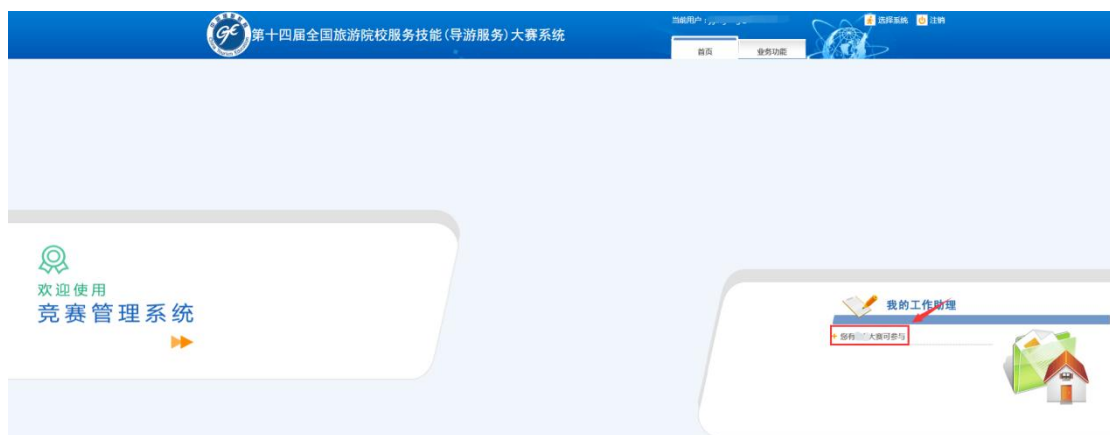 第十四届全国旅游院校服务技能(导游服务)大赛系统
当前用户：
选择系统 注销
首页 业务功能
欢迎使用
竞赛管理系统
我的工作助理
您有 大赛可参与